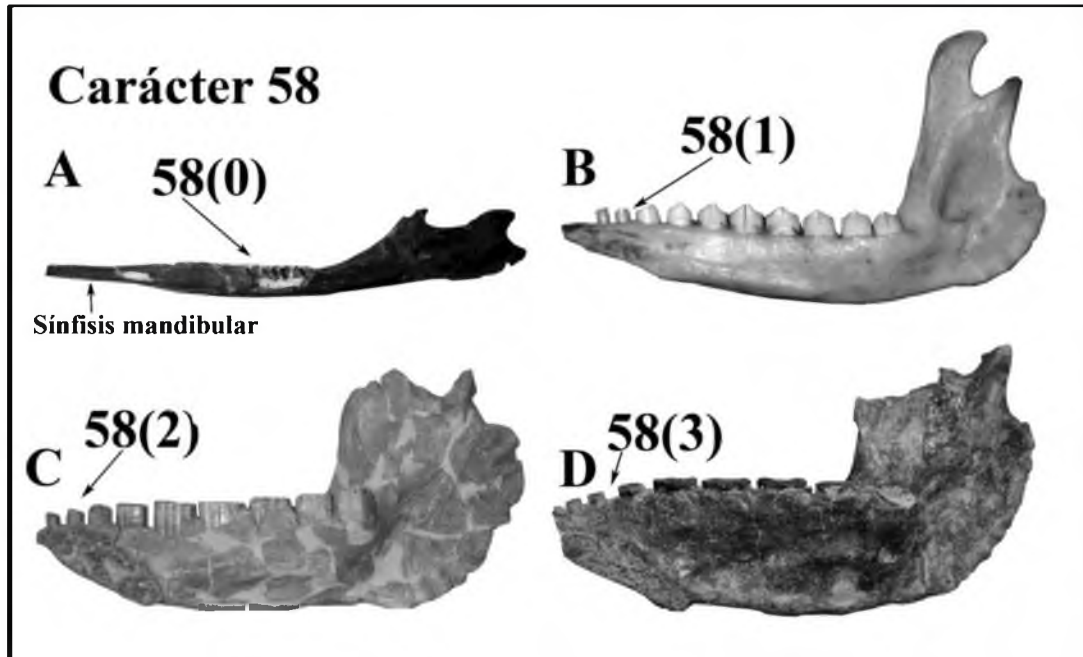 Carácter 58
A
58(0)
Sínfisis mandibular
B
58(1)
C
58(2)
D
58(3)